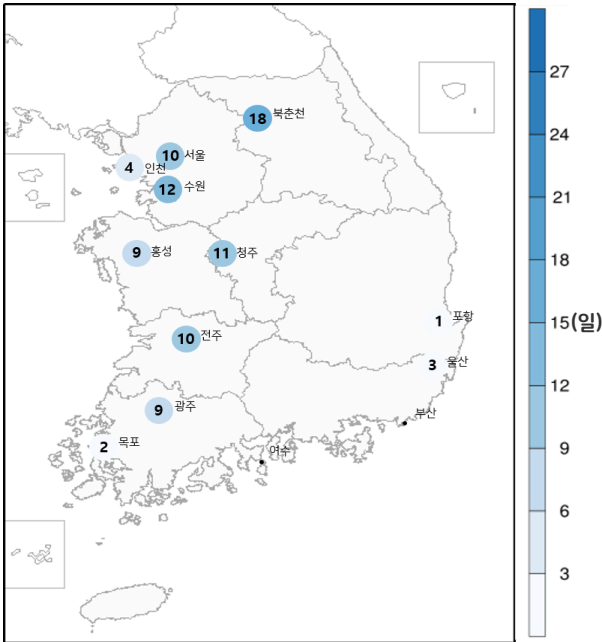 18 북춘천
10 서울
4 인천
12 수원
9 홍성
11 청주
1 포항
10 전주
3 울산
9 광주
부산
2 목포
여수
27
24
21
18
15(일)
12
9
6
3